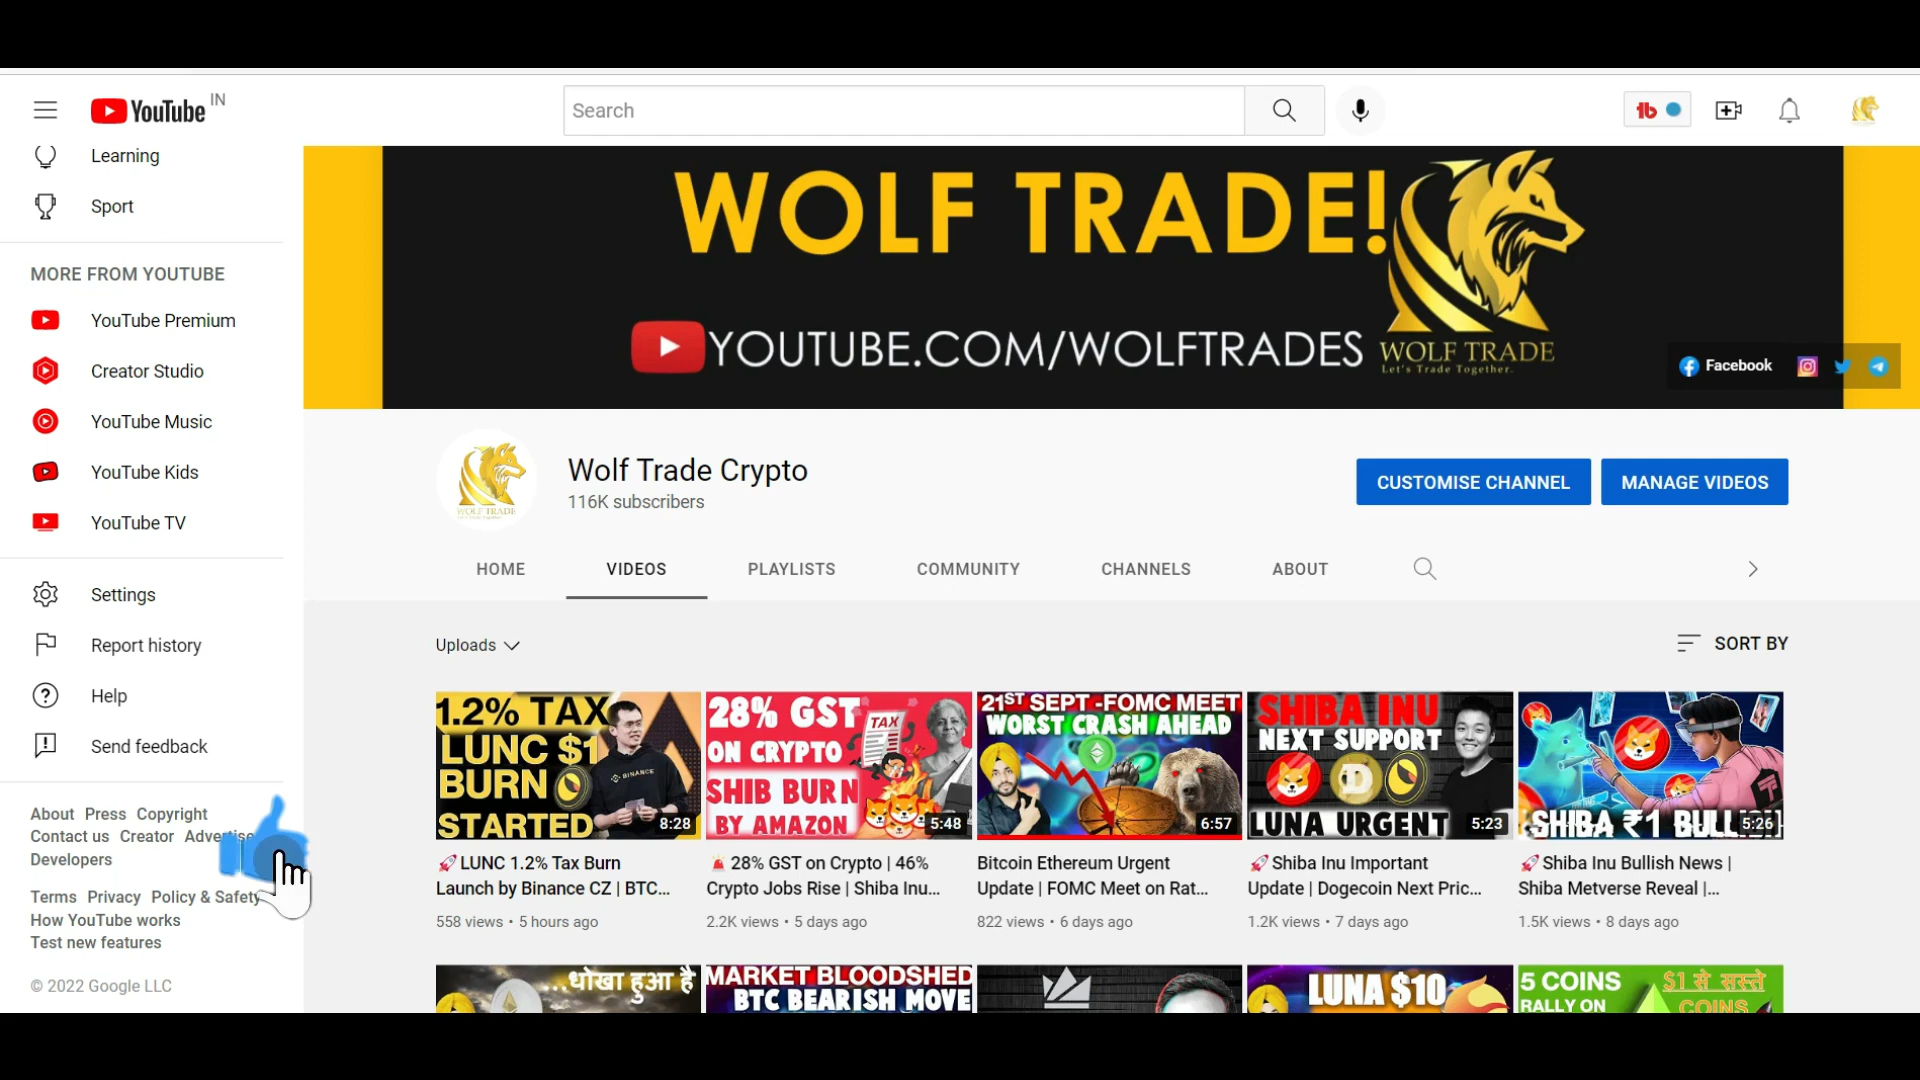 YouTube IN
Search
Learning
Sport
MORE FROM YOUTUBE
YouTube Premium
Creator Studio
YouTube Music
YouTube Kids
YouTube TV
Settings
Report history
Help
Send feedback
About Press Copyright
Contact us Creator Advertise
Developers
Terms Privacy Policy & Safety
How YouTube works
Test new features
© 2022 Google LLC
WOLF TRADE!
YOUTUBE.COM/WOLFTRADES
WOLF TRADE
Let's Trade Together.
Facebook
WOLF TRADE
Wolf Trade Crypto
116K subscribers
CUSTOMISE CHANNEL
MANAGE VIDEOS
HOME
VIDEOS
PLAYLISTS
COMMUNITY
CHANNELS
ABOUT
Uploads
SORT BY
1.2% TAX
LUNC $1
BURN
STARTED
BINANCE
8:28
🚀LUNC 1.2% Tax Burn
Launch by Binance CZ | BTC...
558 views • 5 hours ago
28% GST
ON CRYPTO
SHIB BURN
BY AMAZON
TAX
5:48
🚨 28% GST on Crypto | 46%
Crypto Jobs Rise | Shiba Inu...
2.2K views • 5 days ago
21ST SEPT -FOMC MEET
WORST CRASH AHEAD
6:57
Bitcoin Ethereum Urgent
Update | FOMC Meet on Rat...
822 views • 6 days ago
SHIBA INU
NEXT SUPPORT
LUNA URGENT
5:23
🚀Shiba Inu Important
Update | Dogecoin Next Pric...
1.2K views • 7 days ago
SHIBA ₹1
5:26
🚀Shiba Inu Bullish News |
Shiba Metverse Reveal |...
1.5K views • 8 days ago
...धोखा हुआ है
MARKET BLOODSHED
BTC BEARISH MOVE
LUNA $10
5 COINS
RALLY ON
$1 से सस्ते
COINS